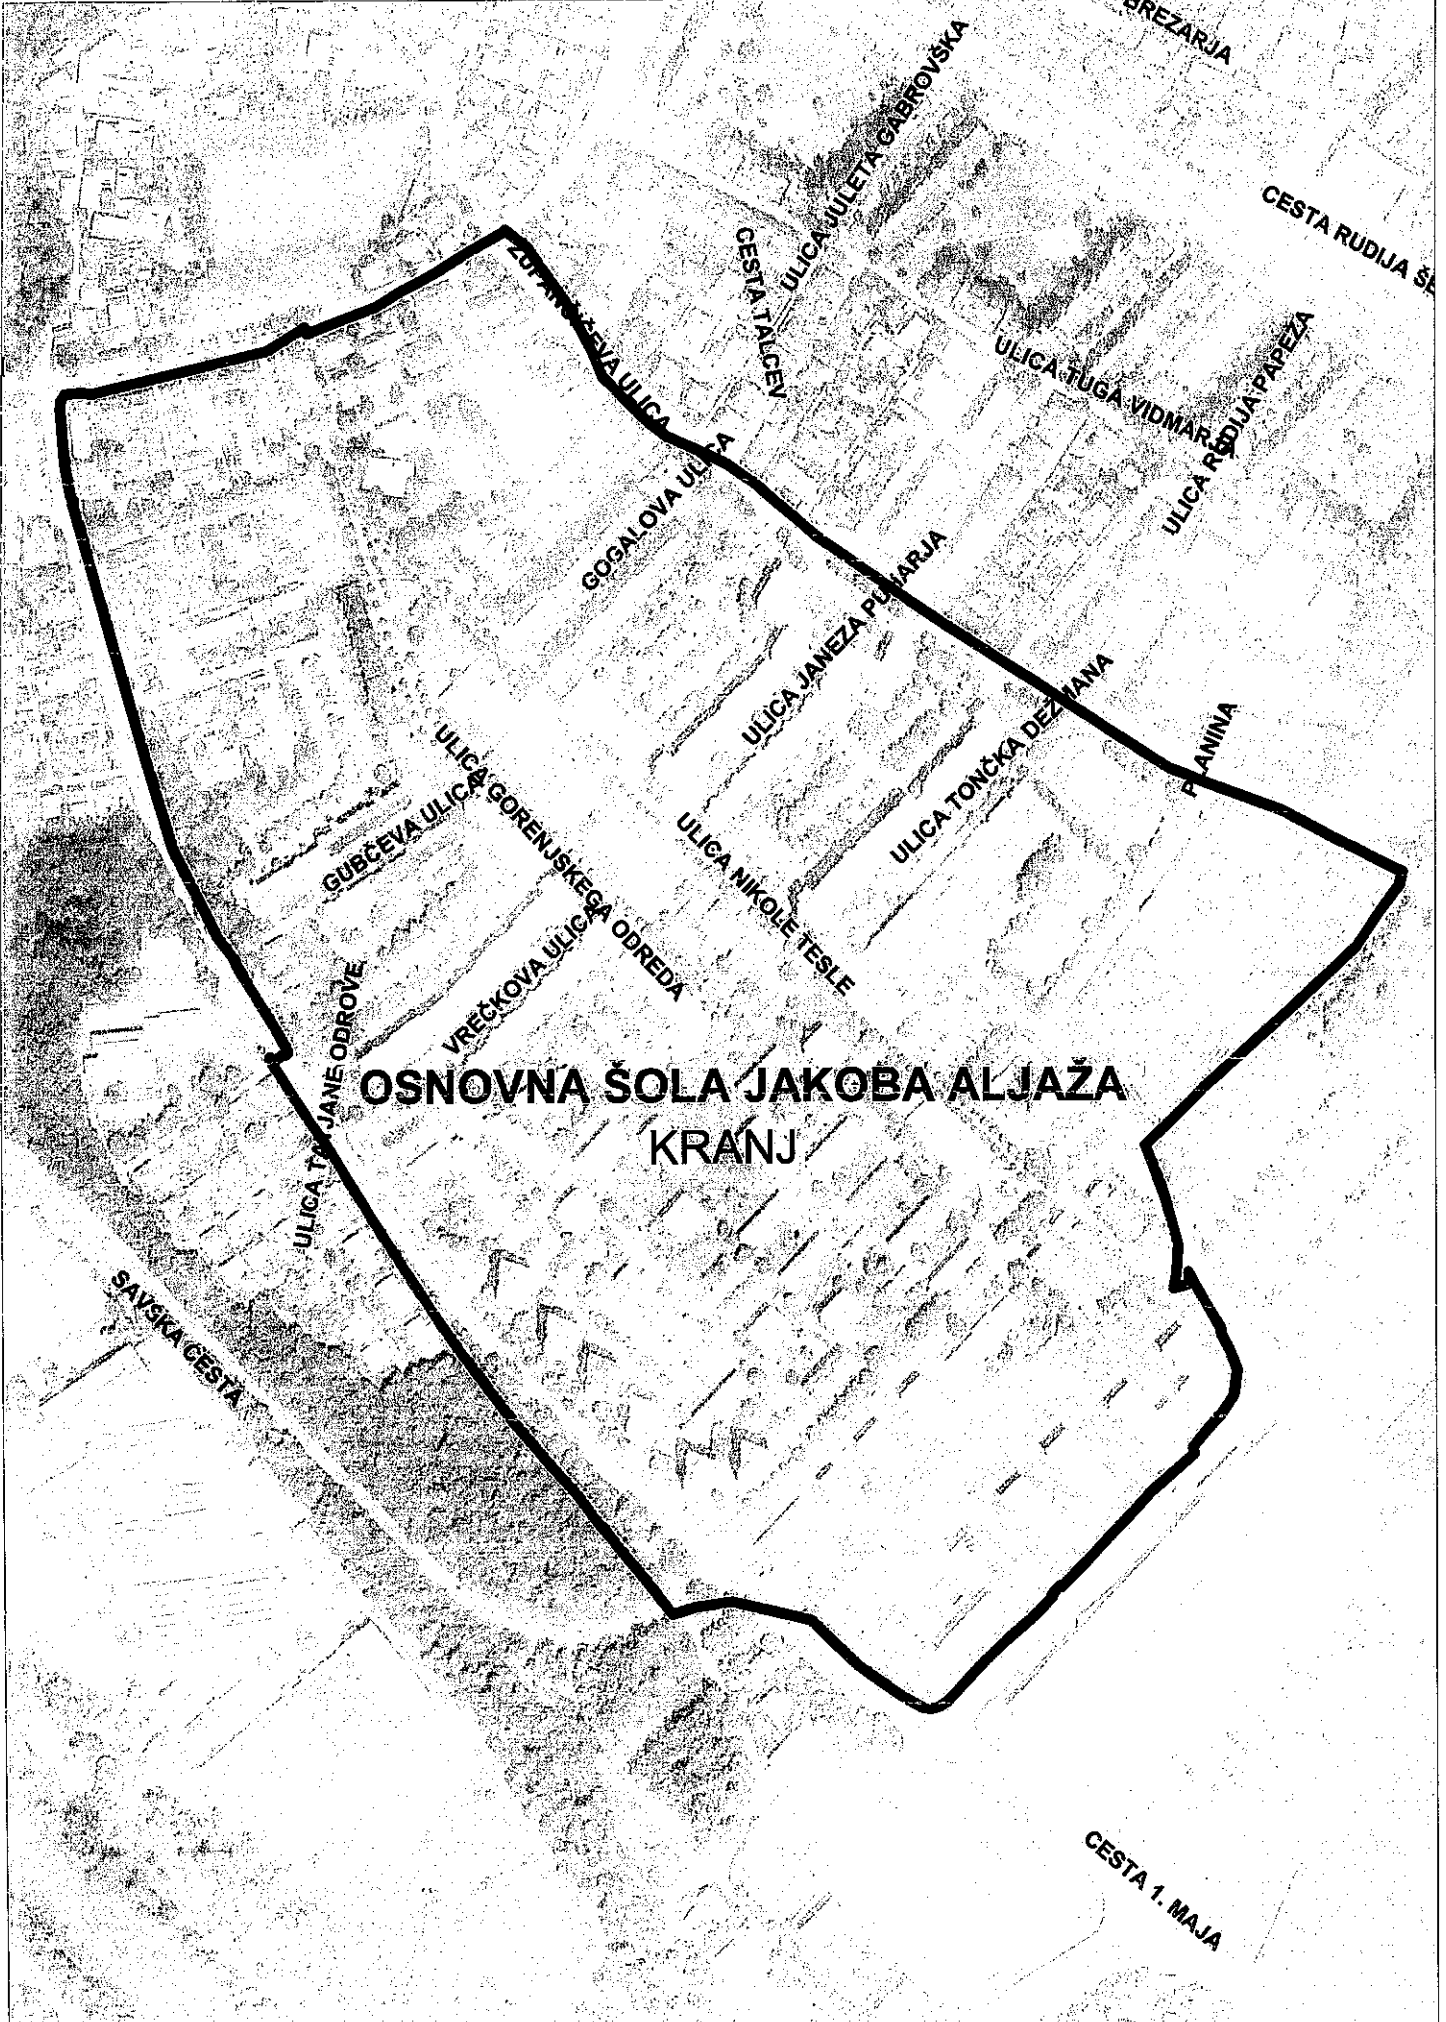 BREZARJA
ULICA JULETA GABROVŠKA
CESTA RUDIJA ŠE
CESTA TALCEV
ŽUPANČIČEVA ULICA
ULICA TUGA VIDMARJA
ULICA RUDIJA PAPEŽA
GOGALOVA ULICA
ULICA JANEZA PUHARJA
ULICA TONČKA DEŽMANA
PLANINA
ULICA GORENJSKEGA ODREDA
GUBČEVA ULICA
ULICA NIKOLE TESLE
VREČKOVA ULICA
ULICA TATJANE ODROVE
OSNOVNA ŠOLA JAKOBA ALJAŽA
KRANJ
SAVSKA CESTA
CESTA 1. MAJA